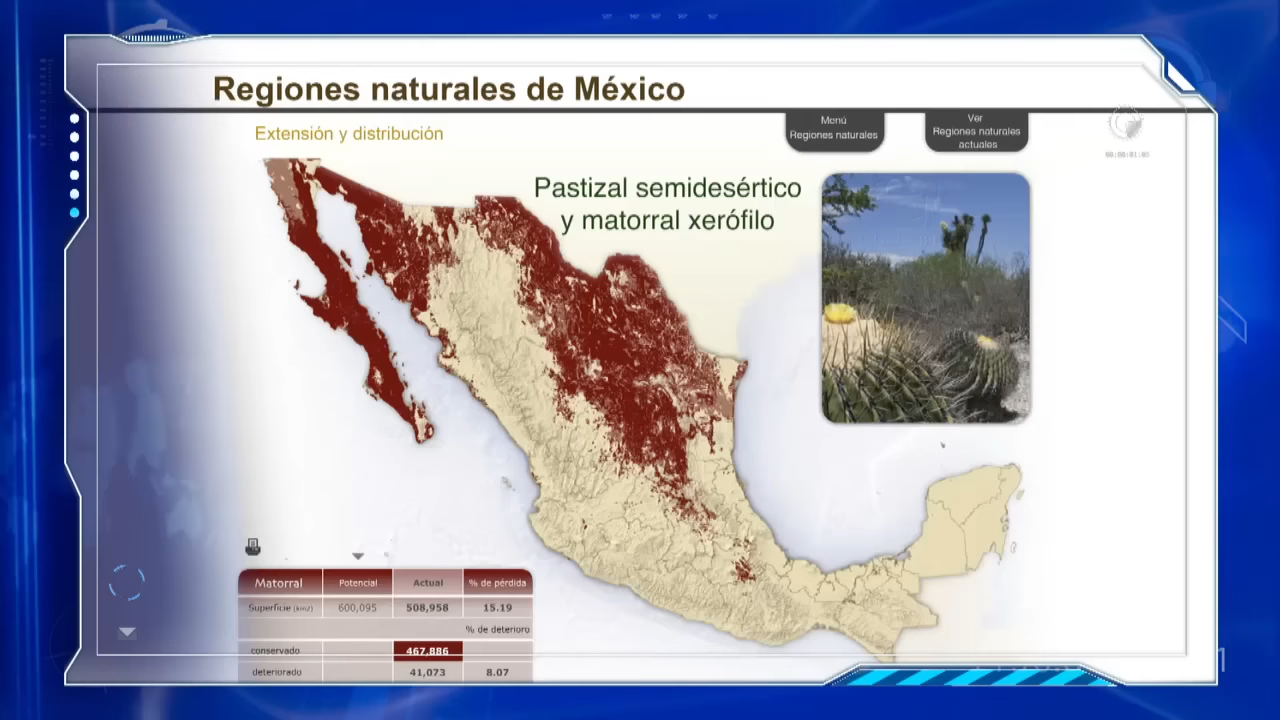 Regiones naturales de México
Extensión y distribución
Menú
Regiones naturales
Ver
Regiones naturales
actuales
Pastizal semidesértico
y matorral xerófilo
Matorral Potencial Actual % de pérdida
Superficie (km2) 600,095 508,958 15.19
% de deterioro
conservado 467,886
deteriorado 41,073 8.07